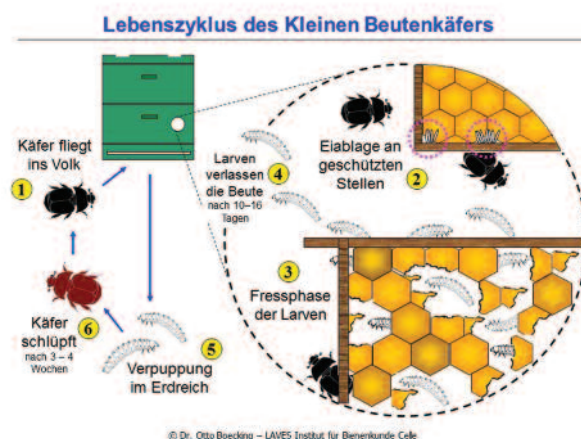 Lebenszyklus des Kleinen Beutenkäfers
Käfer fliegt
ins Volk
1
Larven
verlassen
die Beute
nach 10–16
Tagen
4
Eiablage an
geschützten
Stellen
2
3
Fressphase
der Larven
6
Käfer
schlüpft
nach 3 – 4
Wochen
5
Verpuppung
im Erdreich
© Dr. Otto Boecking – LAVES Institut für Bienenkunde Celle